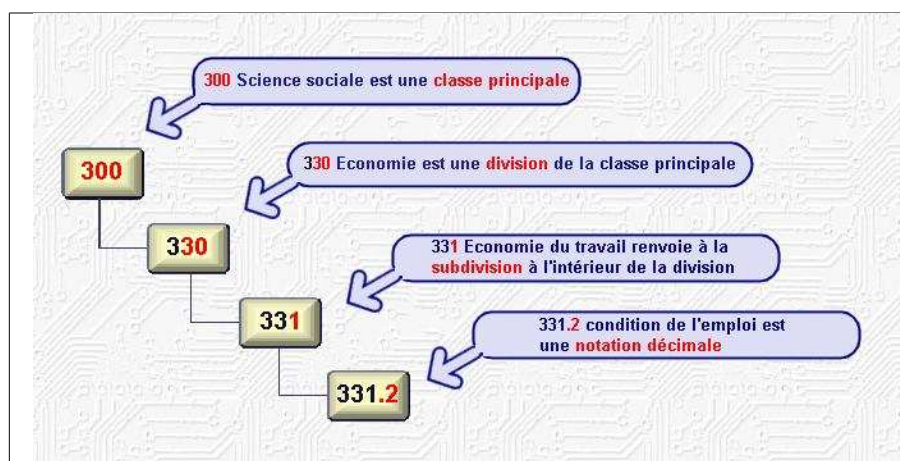 300 Science sociale est une classe principale
300
330 Economie est une division de la classe principale
330
331 Economie du travail renvoie à la
subdivision à l'intérieur de la division
331
331.2 condition de l'emploi est
une notation décimale
331.2